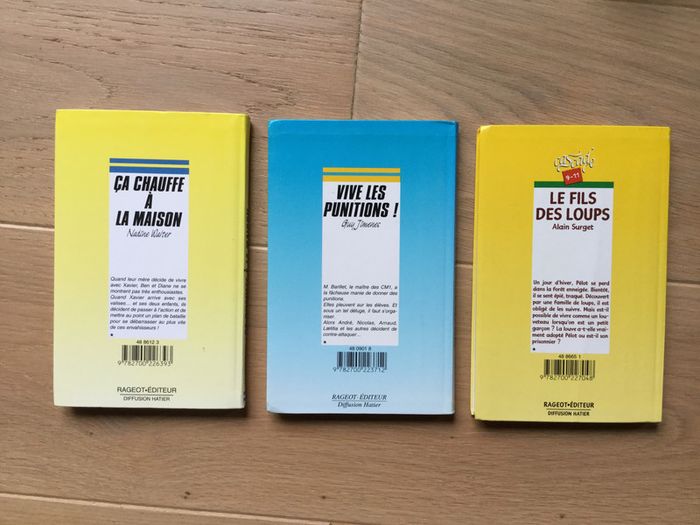 ÇA CHAUFFE
À
LA MAISON
Nadine Walter
Quand leur mère décide de vivre
avec Xavier, Ben et Diane ne se
montrent pas très enthousiastes.
Quand Xavier arrive avec ses
valises... et ses deux enfants, ils
décident de passer à l'action et de
mettre au point un plan de bataille
pour se débarrasser au plus vite
de ces envahisseurs !
48 8612 3
9 782700 226393
RAGEOT•ÉDITEUR
DIFFUSION HATIER
VIVE LES
PUNITIONS !
Guy Jimenes
M. Barillet, le maître des CM1, a
la fâcheuse manie de donner des
punitions.
Elles pleuvent sur les élèves. Et
sous un tel déluge, il faut s'orga-
niser.
Alors André, Nicolas, Arnaud,
Lætitia et les autres décident de
contre-attaquer...
48 0901 8
9 782700 223712
RAGEOT-ÉDITEUR
Diffusion Hatier
cascade
9-11
LE FILS
DES LOUPS
Alain Surget
Un jour d'hiver, Pélot se perd
dans la forêt enneigée. Bientôt,
il se sent épié, traqué. Découvert
par une famille de loups, il est
obligé de les suivre. Mais est-il
possible de vivre comme un lou-
veteau lorsqu'on est un petit
garçon ? La louve a-t-elle vrai-
ment adopté Pélot ou est-il son
prisonnier ?
48 8665 1
9 782700 227048
RAGEOT•ÉDITEUR
DIFFUSION HATIER